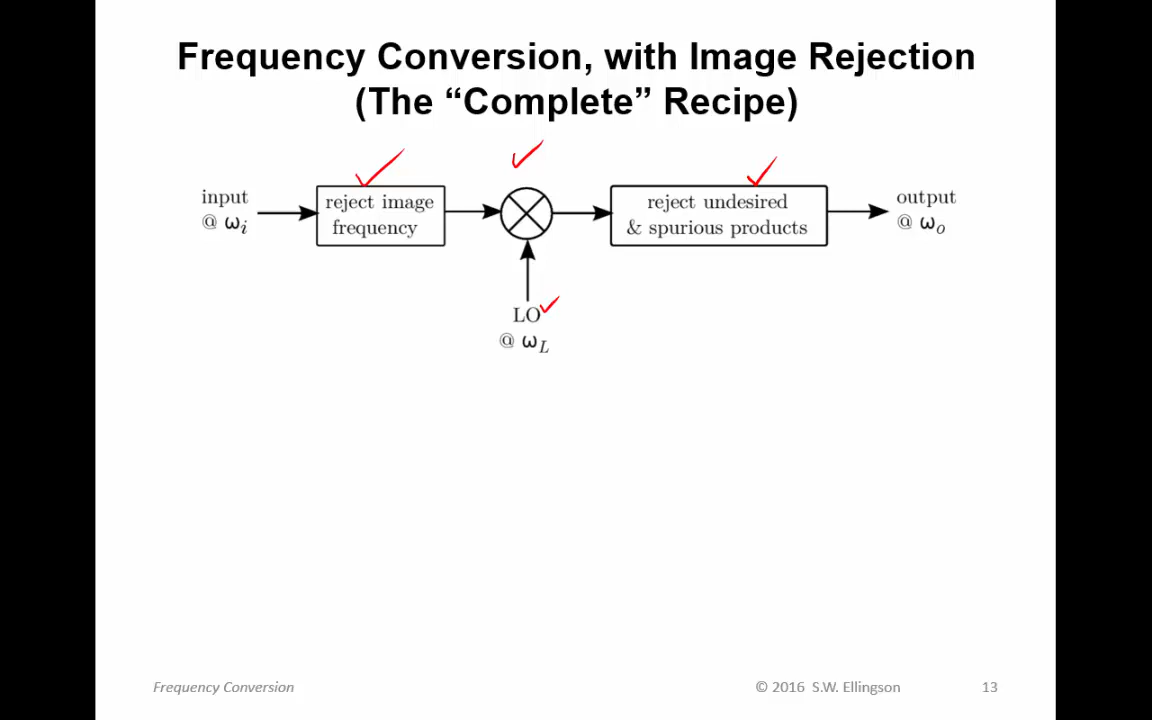 Frequency Conversion, with Image Rejection
(The “Complete” Recipe)
input
@ ωi
reject image
frequency
LO
@ ωL
reject undesired
& spurious products
output
@ ωo
Frequency Conversion
© 2016 S.W. Ellingson
13